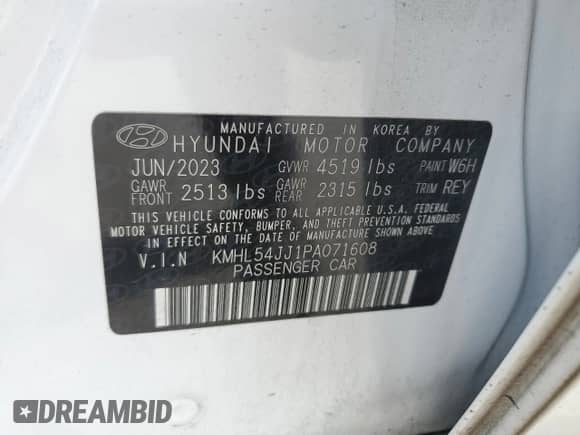 MANUFACTURED IN KOREA BY
HYUNDAI MOTOR COMPANY
JUN/2023 GVWR 4519 lbs PAINT W6H
GAWR FRONT 2513 lbs GAWR REAR 2315 lbs TRIM REY
THIS VEHICLE CONFORMS TO ALL APPLICABLE U.S.A. FEDERAL
MOTOR VEHICLE SAFETY, BUMPER, AND THEFT PREVENTION STANDARDS
IN EFFECT ON THE DATE OF MANUFACTURE SHOWN ABOVE.
V.I.N KMHL54JJ1PA071608
PASSENGER CAR
DREAMBID